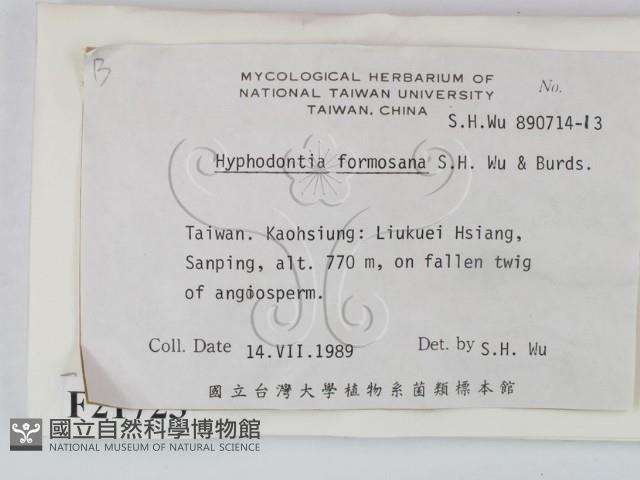 B
MYCOLOGICAL HERBARIUM OF
NATIONAL TAIWAN UNIVERSITY
TAIWAN, CHINA
No.
S.H.Wu 890714-13
Hyphodontia formosana S.H. Wu & Burds.
Taiwan. Kaohsiung: Liukuei Hsiang,
Sanping, alt. 770 m, on fallen twig
of angiosperm.
Coll. Date 14.VII.1989 Det. by S.H. Wu
國立台灣大學植物系菌類標本館
國立自然科學博物館
NATIONAL MUSEUM OF NATURAL SCIENCE